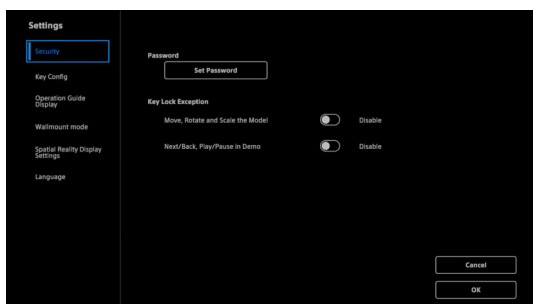 Settings
Security
Key Config
Operation Guide
Display
Wallmount mode
Spatial Reality Display
Settings
Language
Password
Set Password
Key Lock Exception
Move, Rotate and Scale the Model
Disable
Next/Back, Play/Pause in Demo
Disable
Cancel
OK